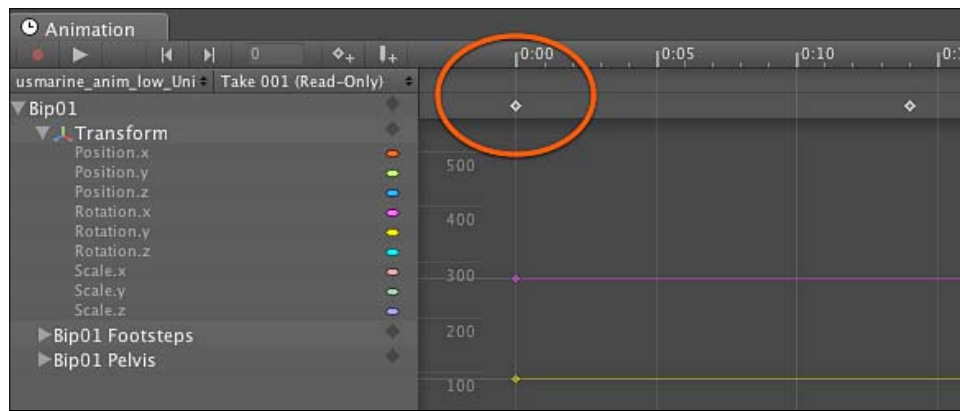 Animation
0
0:00 0:05 0:10 0:
usmarine_anim_low_Uni Take 001 (Read-Only)
Bip01
Transform
Position.x
Position.y
Position.z
Rotation.x
Rotation.y
Rotation.z
Scale.x
Scale.y
Scale.z
Bip01 Footsteps
Bip01 Pelvis
500
400
300
200
100